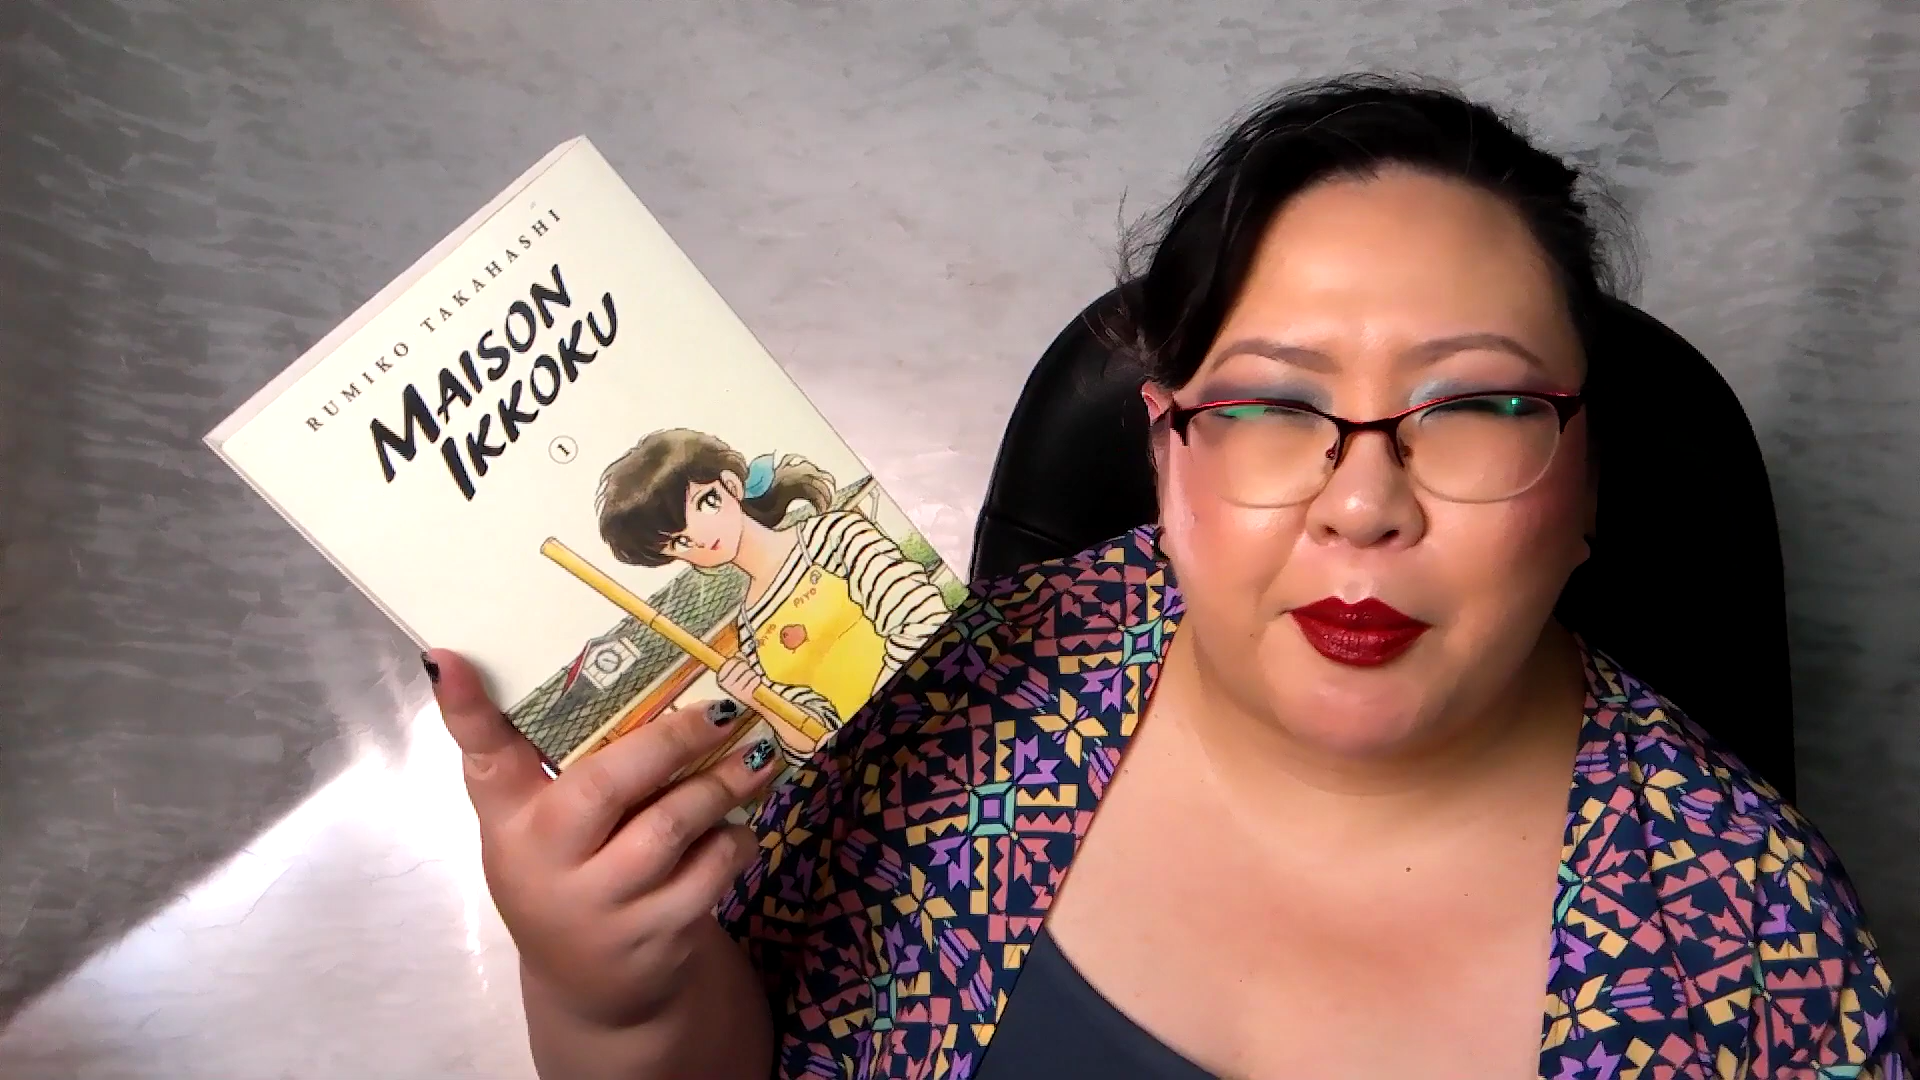 RUMIKO TAKAHASHI
MAISON
IKKOKU
1
PIYO
PIYO